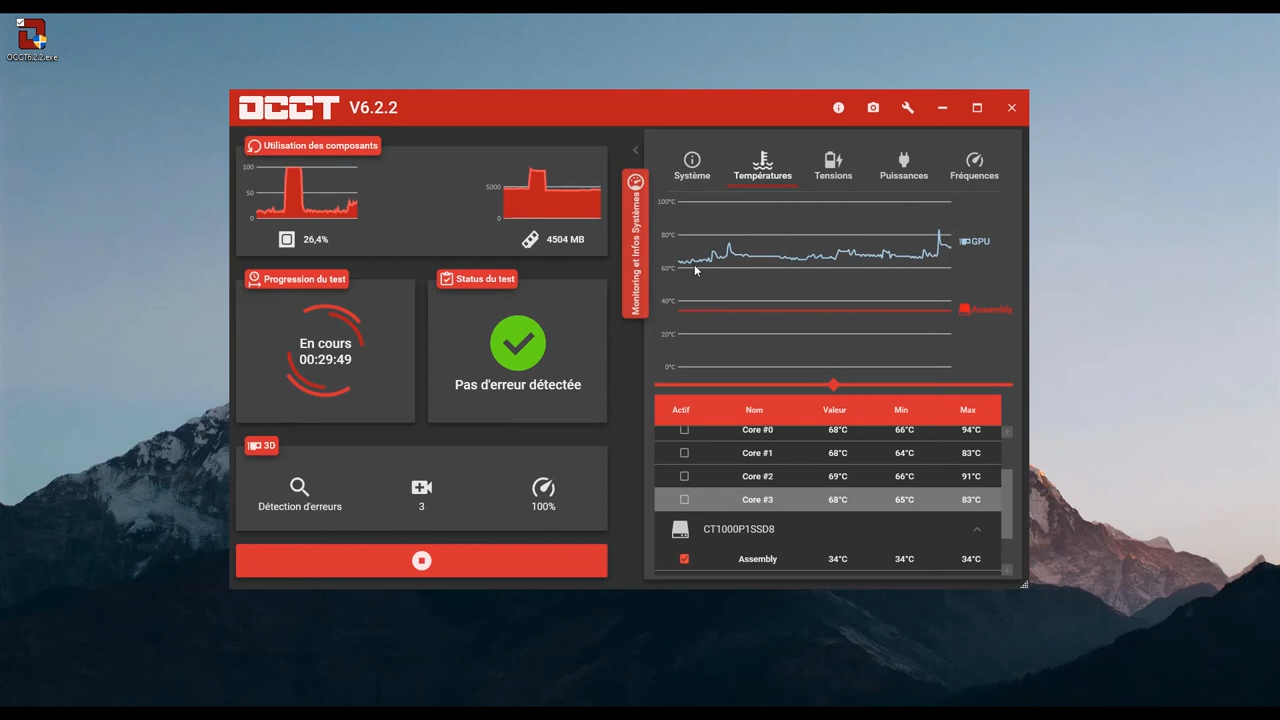 OCCT6.2.2.exe
OCCT V6.2.2
Utilisation des composants
100
50
0
26,4%
5000
0
4504 MB
Progression du test
En cours
00:29:49
Status du test
Pas d'erreur détectée
3D
Détection d'erreurs
3
100%
Monitoring et Infos Systèmes
Système Températures Tensions Puissances Fréquences
100°C
80°C
60°C
40°C
20°C
0°C
GPU
Assembly
Actif Nom Valeur Min Max
Core #0 68°C 66°C 94°C
Core #1 68°C 64°C 83°C
Core #2 69°C 66°C 91°C
Core #3 68°C 65°C 83°C
CT1000P1SSD8
Assembly 34°C 34°C 34°C